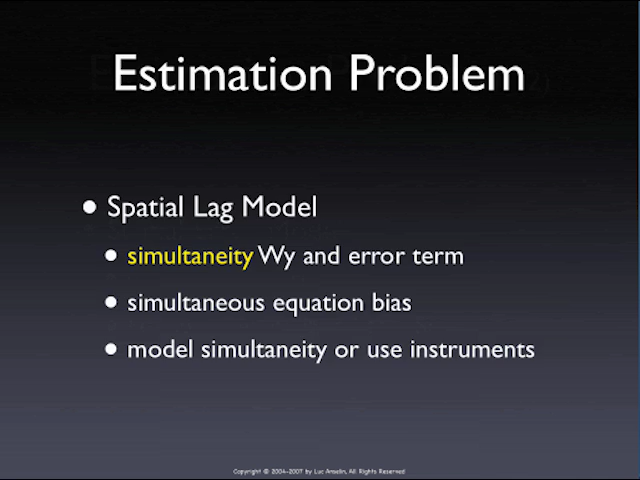 Estimation Problem
• Spatial Lag Model
• simultaneity Wy and error term
• simultaneous equation bias
• model simultaneity or use instruments
Copyright © 2004-2007 by Luc Anselin, All Rights Reserved